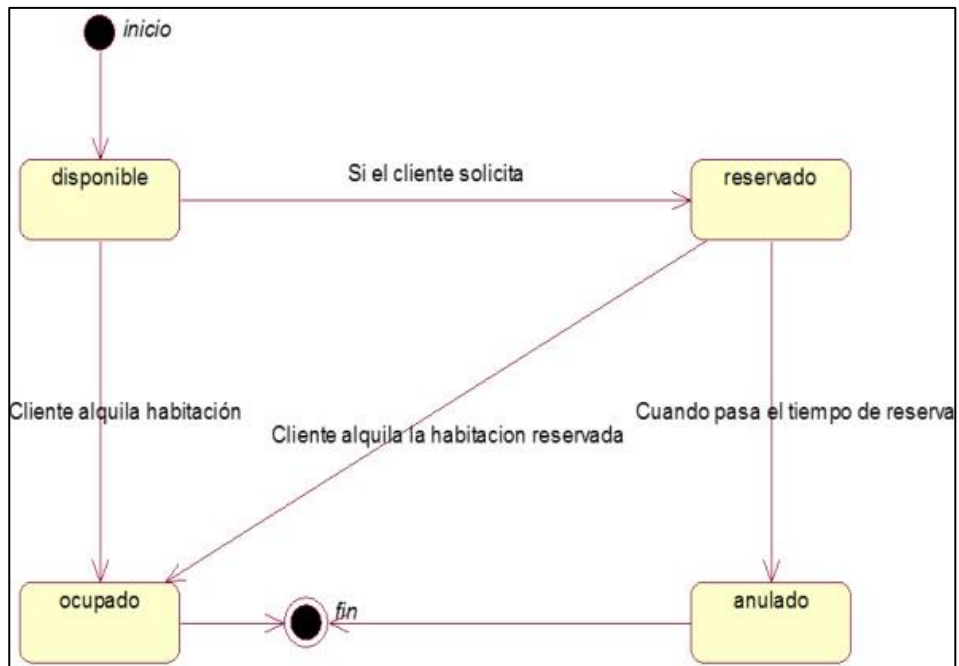 inicio
disponible
Si el cliente solicita
reservado
Cliente alquila habitación
Cliente alquila la habitacion reservada
Cuando pasa el tiempo de reserva
ocupado
fin
anulado